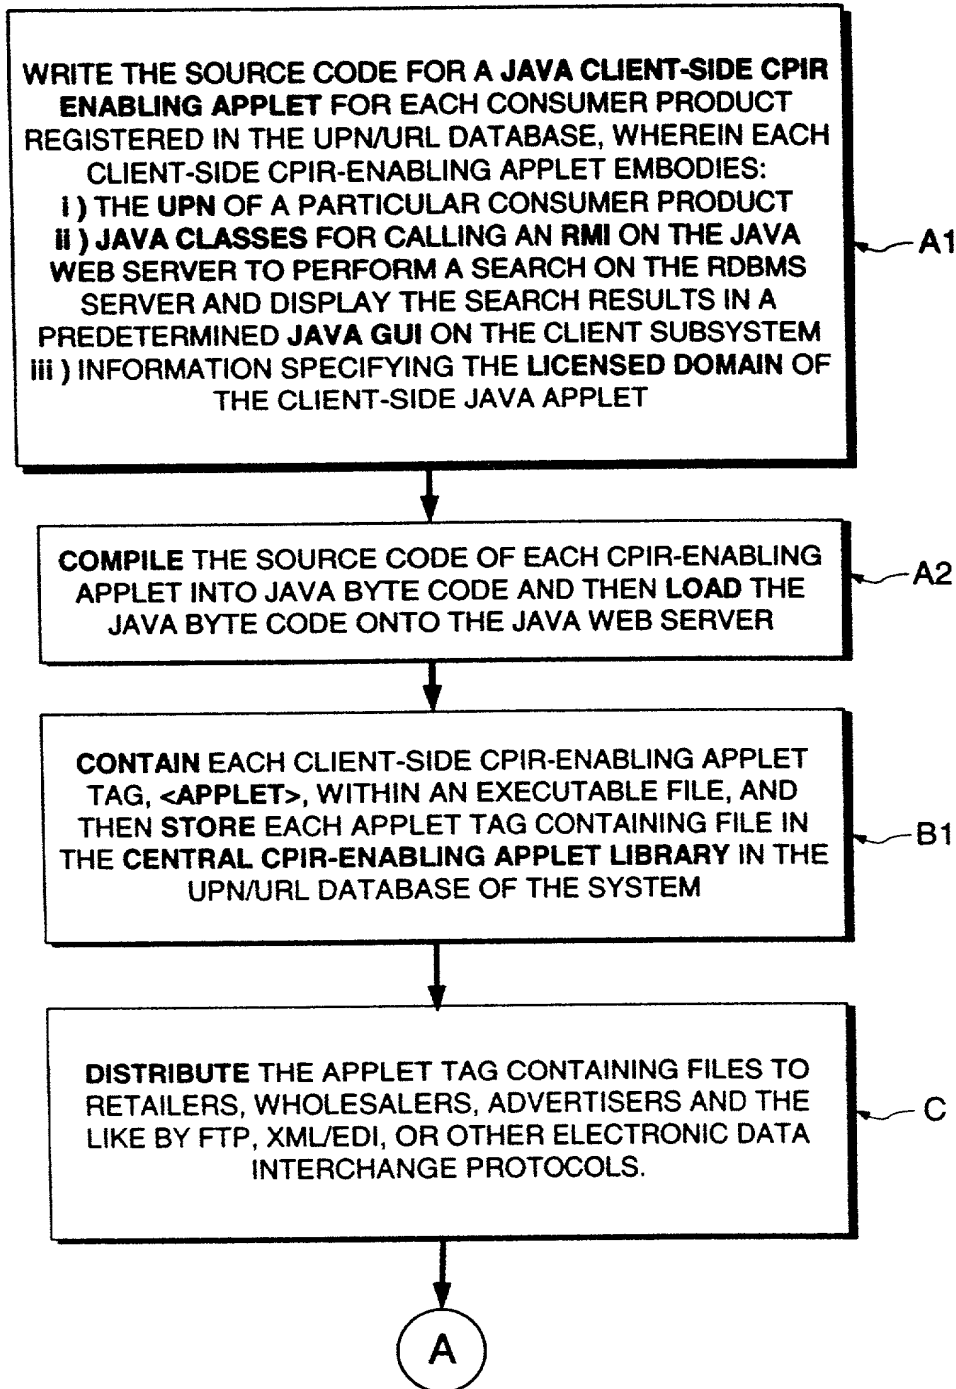 WRITE THE SOURCE CODE FOR A JAVA CLIENT-SIDE CPIR
ENABLING APPLET FOR EACH CONSUMER PRODUCT
REGISTERED IN THE UPN/URL DATABASE, WHEREIN EACH
CLIENT-SIDE CPIR-ENABLING APPLET EMBODIES:
i ) THE UPN OF A PARTICULAR CONSUMER PRODUCT
ii ) JAVA CLASSES FOR CALLING AN RMI ON THE JAVA
WEB SERVER TO PERFORM A SEARCH ON THE RDBMS
SERVER AND DISPLAY THE SEARCH RESULTS IN A
PREDETERMINED JAVA GUI ON THE CLIENT SUBSYSTEM
iii ) INFORMATION SPECIFYING THE LICENSED DOMAIN OF
THE CLIENT-SIDE JAVA APPLET
A1
COMPILE THE SOURCE CODE OF EACH CPIR-ENABLING
APPLET INTO JAVA BYTE CODE AND THEN LOAD THE
JAVA BYTE CODE ONTO THE JAVA WEB SERVER
A2
CONTAIN EACH CLIENT-SIDE CPIR-ENABLING APPLET
TAG, <APPLET>, WITHIN AN EXECUTABLE FILE, AND
THEN STORE EACH APPLET TAG CONTAINING FILE IN
THE CENTRAL CPIR-ENABLING APPLET LIBRARY IN THE
UPN/URL DATABASE OF THE SYSTEM
B1
DISTRIBUTE THE APPLET TAG CONTAINING FILES TO
RETAILERS, WHOLESALERS, ADVERTISERS AND THE
LIKE BY FTP, XML/EDI, OR OTHER ELECTRONIC DATA
INTERCHANGE PROTOCOLS.
C
A